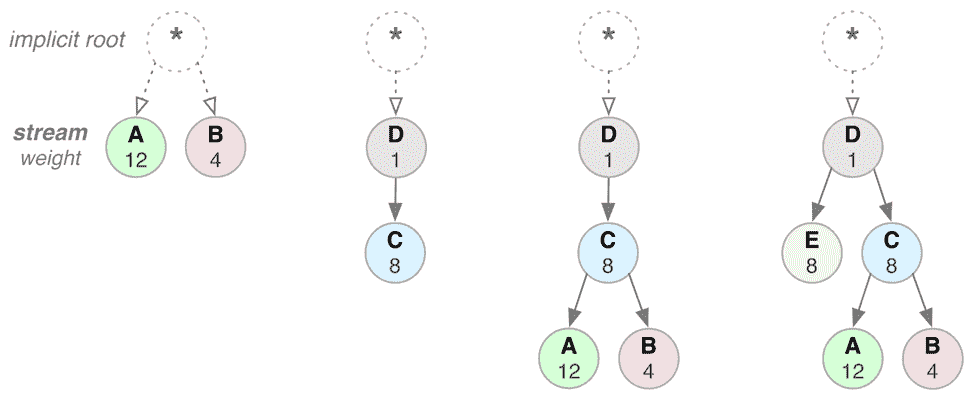 implicit root * * * *
stream A B D D D
weight 12 4 1 1 1
C C E C
8 8 8 8
A B A B
12 4 12 4